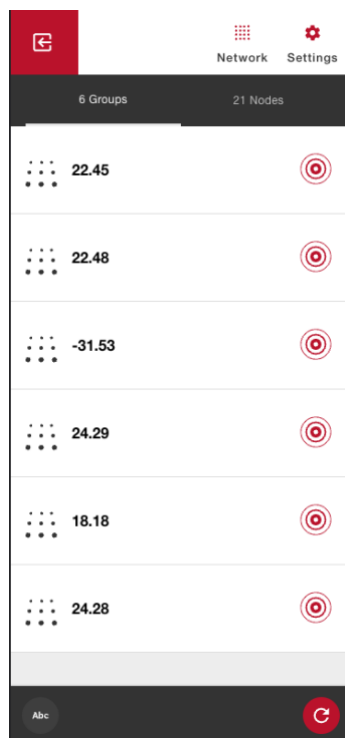 Network Settings
6 Groups 21 Nodes
22.45
22.48
-31.53
24.29
18.18
24.28
Abc